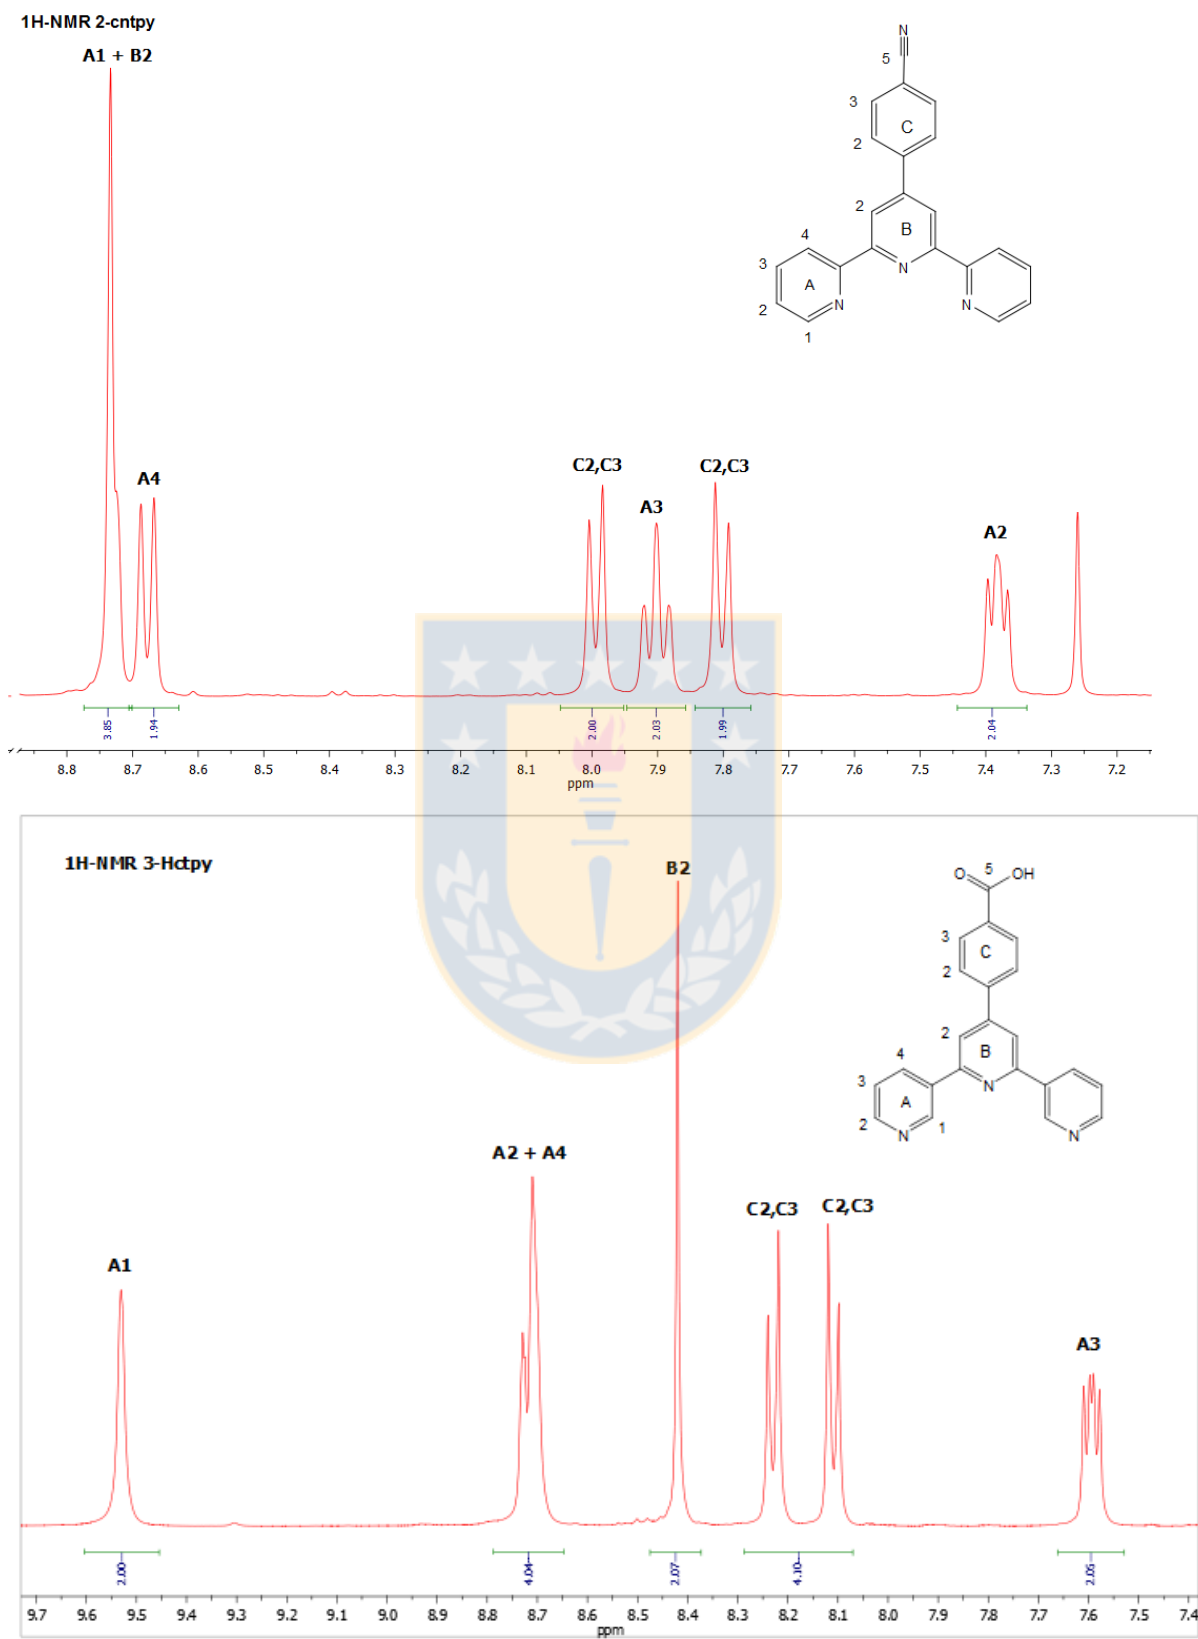 1H-NMR 2-cntpy
A1 + B2
N
5
3
C
2
2
B
4
3
N
A
2
N
N
1
A4
C2,C3
A3
C2,C3
A2
3.85
1.94
2.00
2.03
1.99
2.04
8.8 8.7 8.6 8.5 8.4 8.3 8.2 8.1 8.0 7.9 7.8 7.7 7.6 7.5 7.4 7.3 7.2
ppm
1H-NMR 3-Hctpy
B2
5
O OH
3
C
2
2
B
4
3
N
A
2
N
1
N
A2 + A4
C2,C3
C2,C3
A1
A3
2.00
4.04
2.07
4.10
2.05
9.7 9.6 9.5 9.4 9.3 9.2 9.1 9.0 8.9 8.8 8.7 8.6 8.5 8.4 8.3 8.2 8.1 8.0 7.9 7.8 7.7 7.6 7.5 7.4
ppm